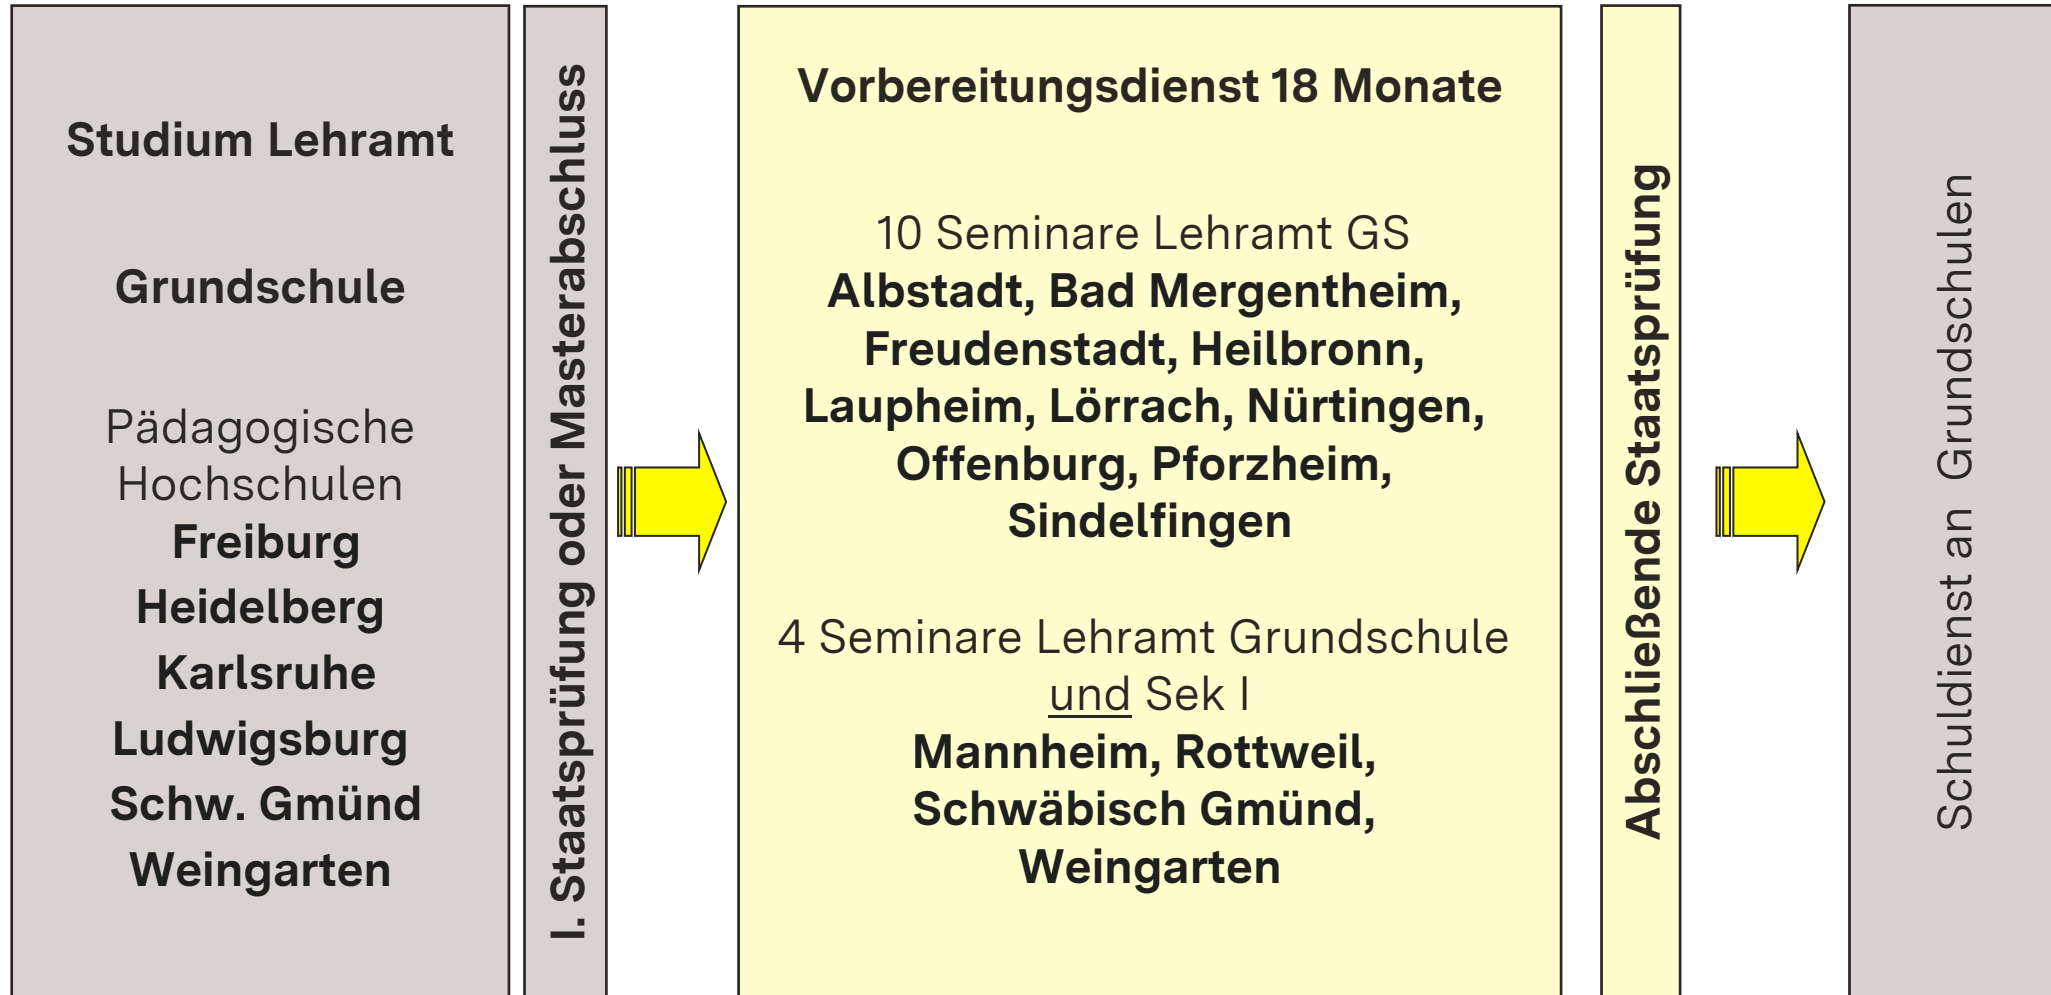 Studium Lehramt
Grundschule
Pädagogische
Hochschulen
Freiburg
Heidelberg
Karlsruhe
Ludwigsburg
Schw. Gmünd
Weingarten
I. Staatsprüfung oder Masterabschluss
Vorbereitungsdienst 18 Monate
10 Seminare Lehramt GS
Albstadt, Bad Mergentheim,
Freudenstadt, Heilbronn,
Laupheim, Lörrach, Nürtingen,
Offenburg, Pforzheim,
Sindelfingen
4 Seminare Lehramt Grundschule
und Sek I
Mannheim, Rottweil,
Schwäbisch Gmünd,
Weingarten
Abschließende Staatsprüfung
Schuldienst an Grundschulen